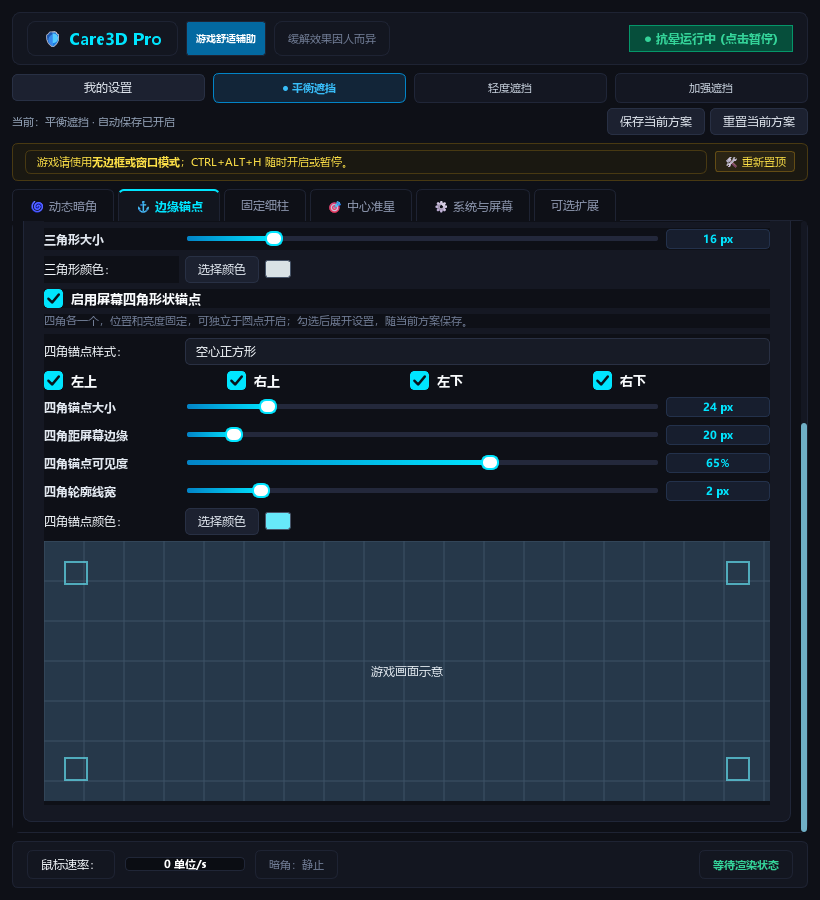 Care3D Pro 游戏舒适辅助 缓解效果因人而异 ● 抗晕运行中 (点击暂停)
我的设置 ● 平衡遮挡 轻度遮挡 加强遮挡
当前：平衡遮挡 · 自动保存已开启 保存当前方案 重置当前方案
游戏请使用无边框或窗口模式；CTRL+ALT+H 随时开启或暂停。 重新置顶
动态暗角 边缘锚点 固定细柱 中心准星 系统与屏幕 可选扩展
三角形大小 16 px
三角形颜色： 选择颜色
启用屏幕四角形状锚点
四角各一个，位置和亮度固定，可独立于圆点开启；勾选后展开设置，随当前方案保存。
四角锚点样式： 空心正方形
左上 右上 左下 右下
四角锚点大小 24 px
四角距屏幕边缘 20 px
四角锚点可见度 65%
四角轮廓线宽 2 px
四角锚点颜色： 选择颜色
游戏画面示意
鼠标速率： 0 单位/s 暗角：静止 等待渲染状态